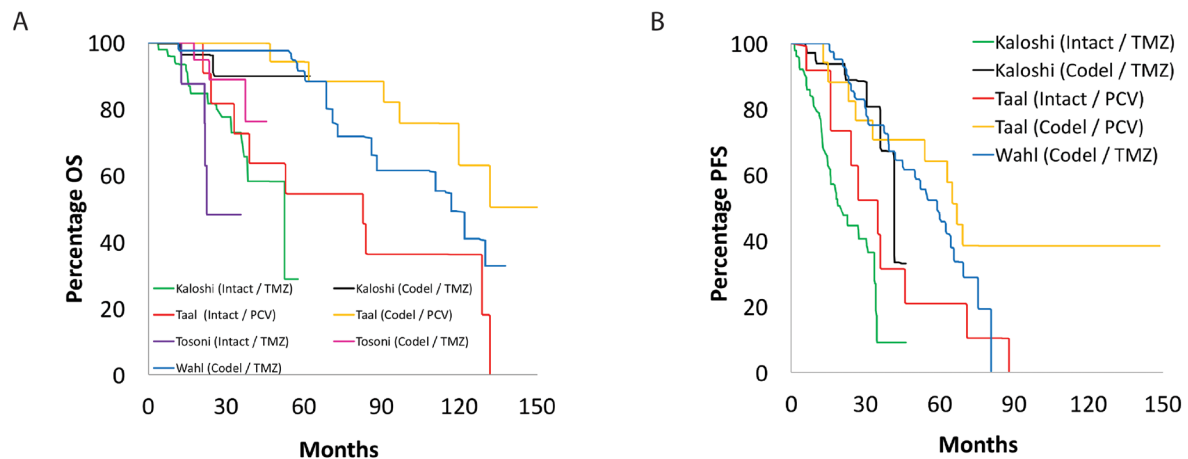 A
Percentage OS
100
80
60
40
20
0
Kaloshi (Intact / TMZ)
Kaloshi (Codel / TMZ)
Taal (Intact / PCV)
Taal (Codel / PCV)
Tosoni (Intact / TMZ)
Tosoni (Codel / TMZ)
Wahl (Codel / TMZ)
0 30 60 90 120 150
Months
B
Percentage PFS
100
80
60
40
20
0
Kaloshi (Intact / TMZ)
Kaloshi (Codel / TMZ)
Taal (Intact / PCV)
Taal (Codel / PCV)
Wahl (Codel / TMZ)
0 30 60 90 120 150
Months